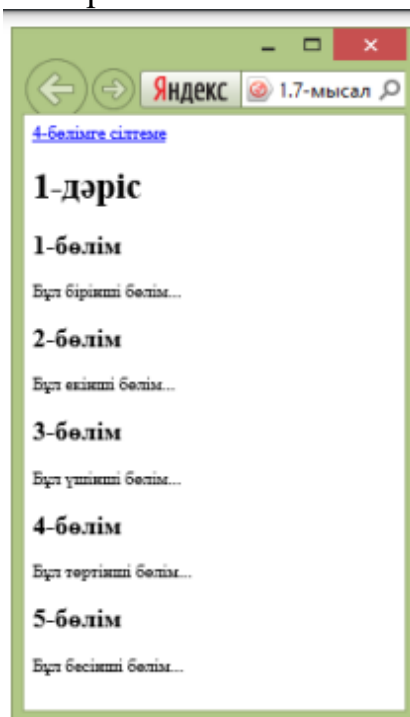 Яндекс 1.7-мысал
4-бөлімге сілтеме
1-дәріс
1-бөлім
Бұл бірінші бөлім...
2-бөлім
Бұл екінші бөлім...
3-бөлім
Бұл үшінші бөлім...
4-бөлім
Бұл төртінші бөлім...
5-бөлім
Бұл бесінші бөлім...